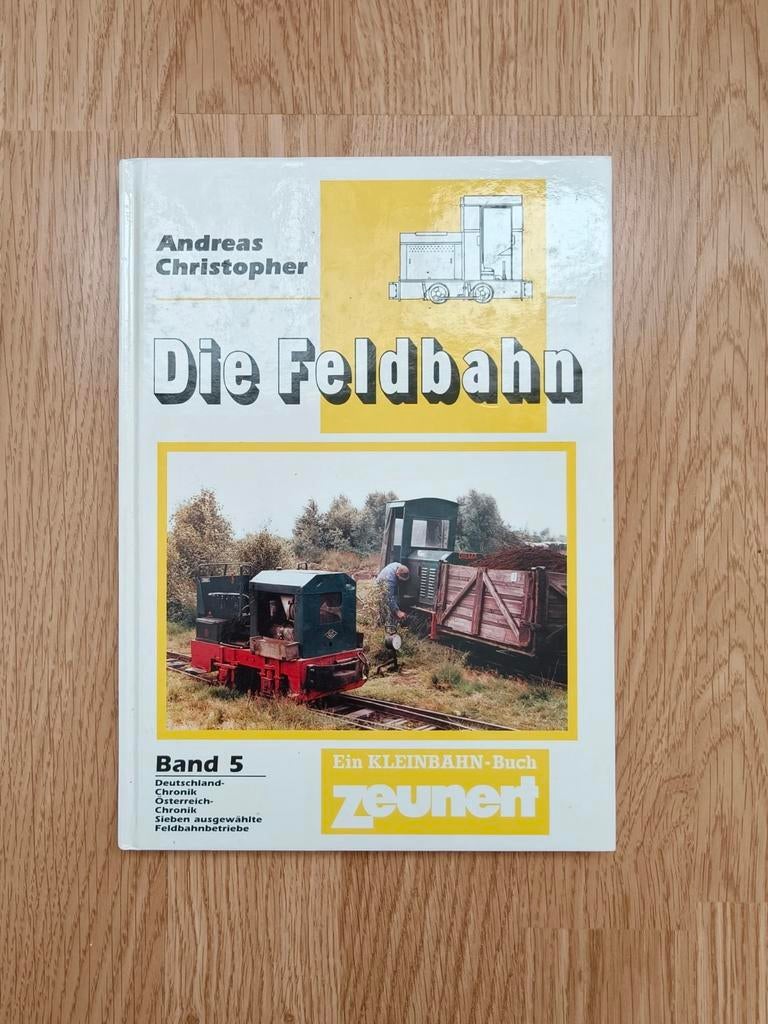 Andreas
Christopher
Die Feldbahn
Band 5
Deutschland-
Chronik
Österreich-
Chronik
Sieben ausgewählte
Feldbahnbetriebe
Ein KLEINBAHN-Buch
zeunert